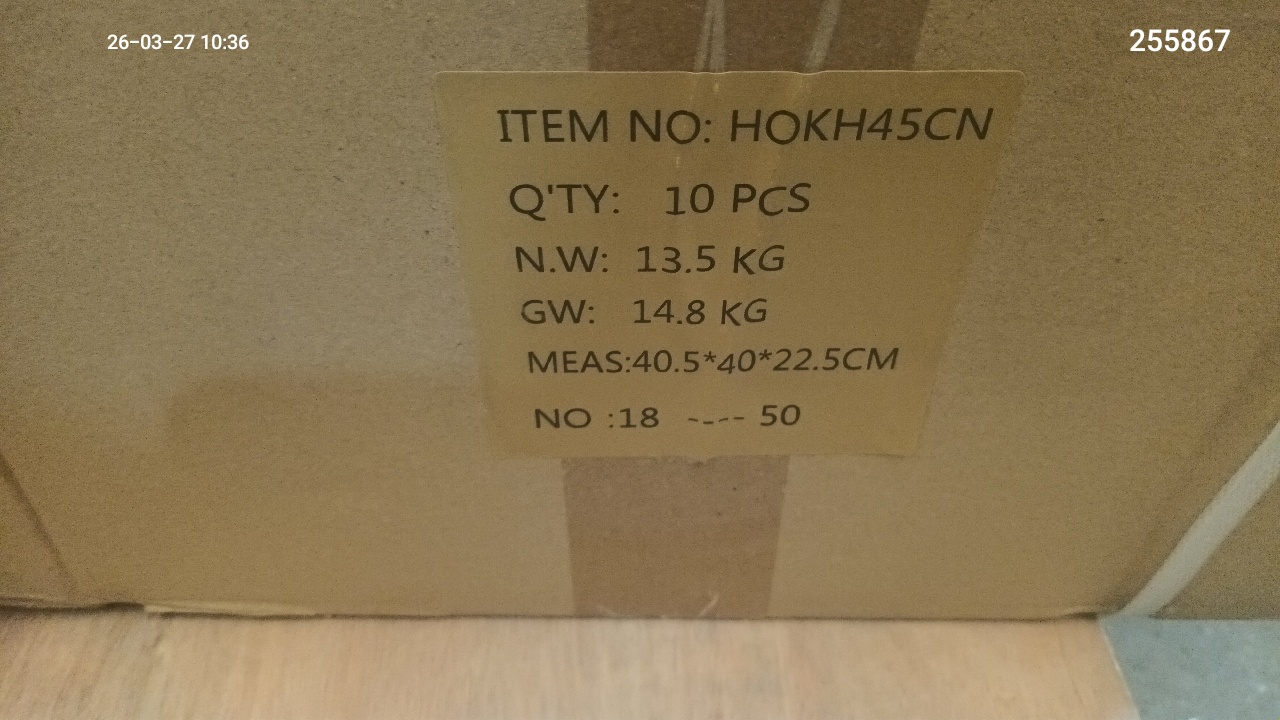 26-03-27 10:36
255867
ITEM NO: HOKH45CN
Q'TY: 10 PCS
N.W: 13.5 KG
GW: 14.8 KG
MEAS:40.5*40*22.5CM
NO :18 ---- 50